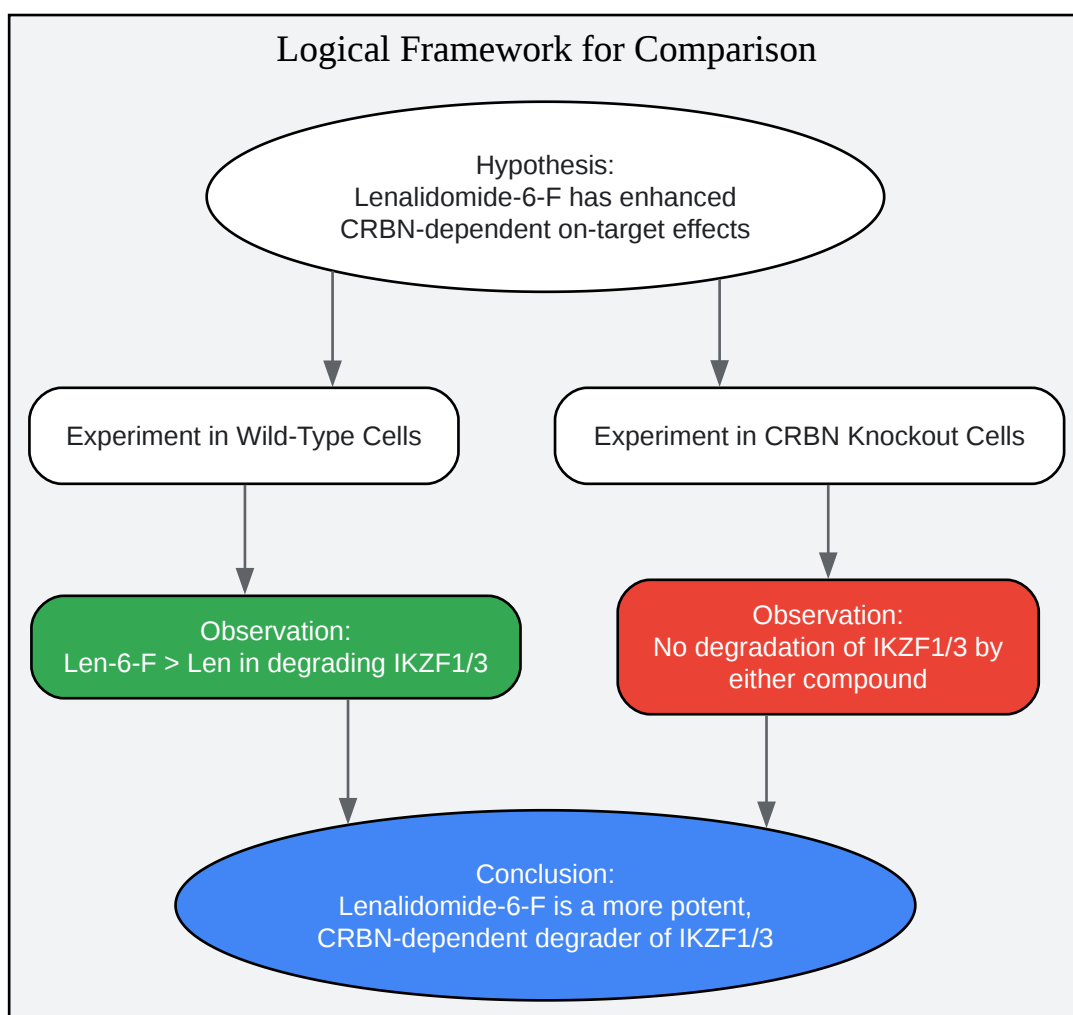 Logical Framework for Comparison
Hypothesis:
Lenalidomide-6-F has enhanced
CRBN-dependent on-target effects
Experiment in Wild-Type Cells
Experiment in CRBN Knockout Cells
Observation:
Len-6-F > Len in degrading IKZF1/3
Observation:
No degradation of IKZF1/3 by
either compound
Conclusion:
Lenalidomide-6-F is a more potent,
CRBN-dependent degrader of IKZF1/3